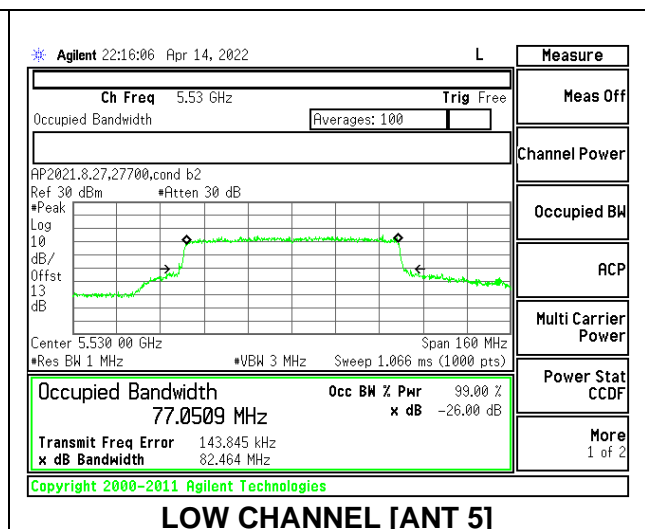 Agilent 22:16:06 Apr 14, 2022 L
Measure
Ch Freq 5.53 GHz Trig Free
Occupied Bandwidth Averages: 100
Meas Off
Channel Power
AP2021.8.27,27700,cond b2
Ref 30 dBm #Atten 30 dB
#Peak
Log
10
dB/
Offst
13
dB
Occupied BW
ACP
Center 5.530 00 GHz Span 160 MHz
#Res BW 1 MHz #VBW 3 MHz Sweep 1.066 ms (1000 pts)
Multi Carrier
Power
Occupied Bandwidth Occ BW % Pwr 99.00 %
77.0509 MHz x dB -26.00 dB
Transmit Freq Error 143.845 kHz
x dB Bandwidth 82.464 MHz
Power Stat
CCDF
More
1 of 2
Copyright 2000-2011 Agilent Technologies
LOW CHANNEL [ANT 5]